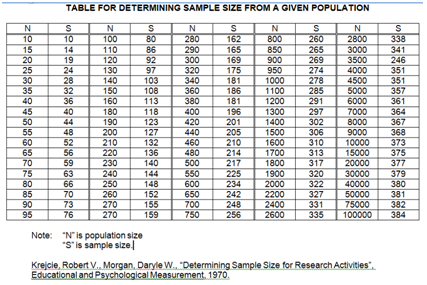 TABLE FOR DETERMINING SAMPLE SIZE FROM A GIVEN POPULATION
N S N S N S N S N S
10 10 100 80 280 162 800 260 2800 338
15 14 110 86 290 165 850 265 3000 341
20 19 120 92 300 169 900 269 3500 246
25 24 130 97 320 175 950 274 4000 351
30 28 140 103 340 181 1000 278 4500 351
35 32 150 108 360 186 1100 285 5000 357
40 36 160 113 380 181 1200 291 6000 361
45 40 180 118 400 196 1300 297 7000 364
50 44 190 123 420 201 1400 302 8000 367
55 48 200 127 440 205 1500 306 9000 368
60 52 210 132 460 210 1600 310 10000 373
65 56 220 136 480 214 1700 313 15000 375
70 59 230 140 500 217 1800 317 20000 377
75 63 240 144 550 225 1900 320 30000 379
80 66 250 148 600 234 2000 322 40000 380
85 70 260 152 650 242 2200 327 50000 381
90 73 270 155 700 248 2400 331 75000 382
95 76 270 159 750 256 2600 335 100000 384
Note: "N" is population size
"S" is sample size.
Krejcie, Robert V., Morgan, Daryle W., "Determining Sample Size for Research Activities",
Educational and Psychological Measurement, 1970.